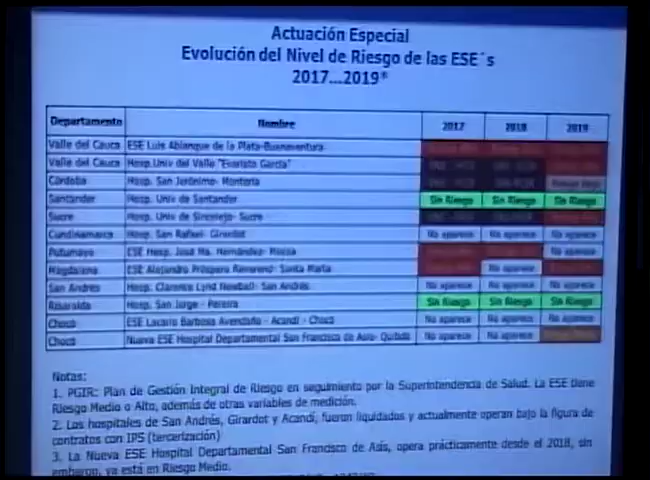 Actuación Especial
Evolución del Nivel de Riesgo de las ESE´s
2017...2019*
Departamento Nombre 2017 2018 2019
Valle del Cauca ESE Luis Ablanque de la Plata-Buenaventura
Valle del Cauca Hosp.Univ del Valle "Evaristo García"
Córdoba Hosp. San Jerónimo- Montería
Santander Hosp. Univ de Santander Sin Riesgo Sin Riesgo Sin Riesgo
Sucre Hosp. Univ de Sincelejo- Sucre
Cundinamarca Hosp. San Rafael- Girardot No aparece No aparece No aparece
Putumayo ESE Hosp. José Ma. Hernández- Mocoa No aparece
Magdalena ESE Alejandro Próspero Reverend- Santa Marta No aparece
San Andrés Hosp. Clarence Lynd Newball- San Andrés No aparece No aparece No aparece
Risaralda Hosp. San Jorge - Pereira Sin Riesgo Sin Riesgo Sin Riesgo
Chocó ESE Lacario Barbosa Avendaño - Acandí - Chocó No aparece No aparece No aparece
Chocó Nueva ESE Hospital Departamental San Francisco de Asís- Quibdó No aparece No aparece
Notas:
1. PGIR: Plan de Gestión Integral de Riesgo en seguimiento por la Superintendencia de Salud. La ESE tiene
Riesgo Medio o Alto, además de otras variables de medición.
2. Los hospitales de San Andrés, Girardot y Acandí, fueron liquidados y actualmente operan bajo la figura de
contratos con IPS (tercerización)
3. La Nueva ESE Hospital Departamental San Francisco de Asís, opera prácticamente desde el 2018, sin
embargo, ya está en Riesgo Medio.